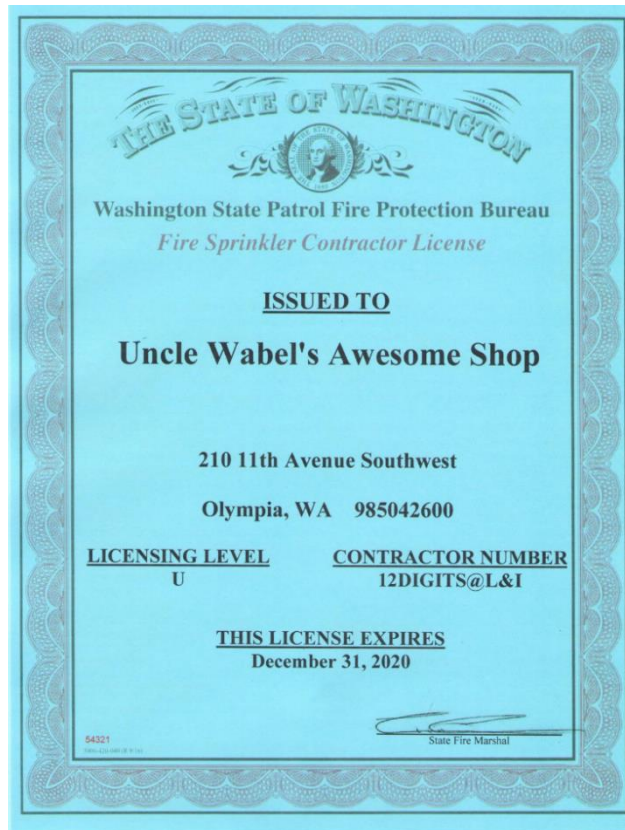 THE STATE OF WASHINGTON
Washington State Patrol Fire Protection Bureau
Fire Sprinkler Contractor License
ISSUED TO
Uncle Wabel's Awesome Shop
210 11th Avenue Southwest
Olympia, WA 985042600
LICENSING LEVEL CONTRACTOR NUMBER
U 12DIGITS@L&I
THIS LICENSE EXPIRES
December 31, 2020
54321
State Fire Marshal